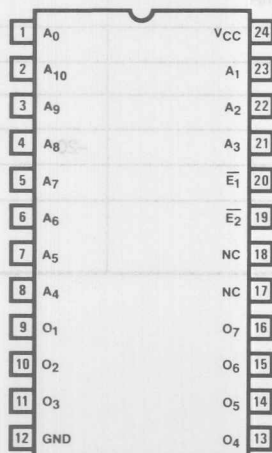 1 A0 VCC 24
2 A10 A1 23
3 A9 A2 22
4 A8 A3 21
5 A7 E1 20
6 A6 E2 19
7 A5 NC 18
8 A4 NC 17
9 O1 O7 16
10 O2 O6 15
11 O3 O5 14
12 GND O4 13